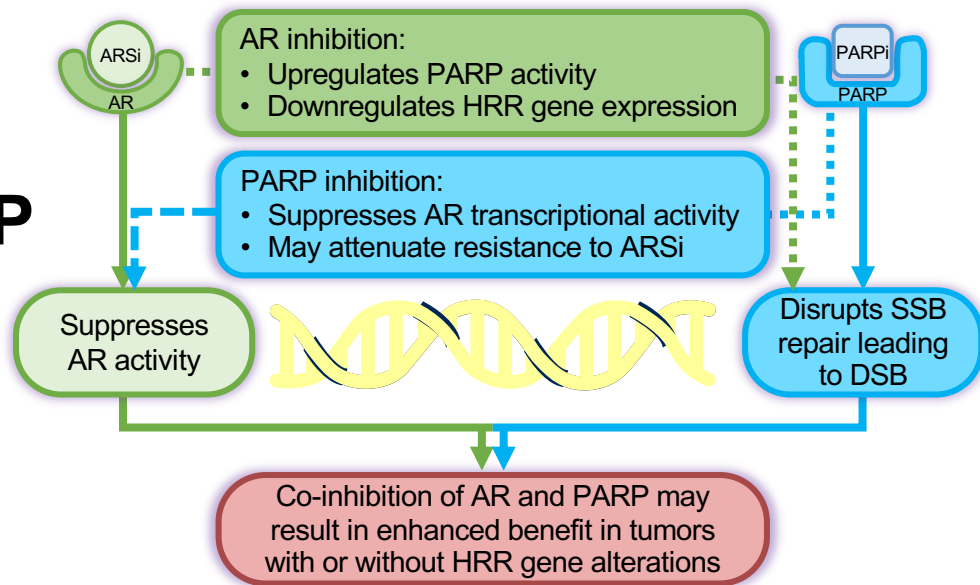 ARSi
AR
AR inhibition:
• Upregulates PARP activity
• Downregulates HRR gene expression
PARPi
PARP
P
PARP inhibition:
• Suppresses AR transcriptional activity
• May attenuate resistance to ARSi
Suppresses
AR activity
Disrupts SSB
repair leading
to DSB
Co-inhibition of AR and PARP may
result in enhanced benefit in tumors
with or without HRR gene alterations